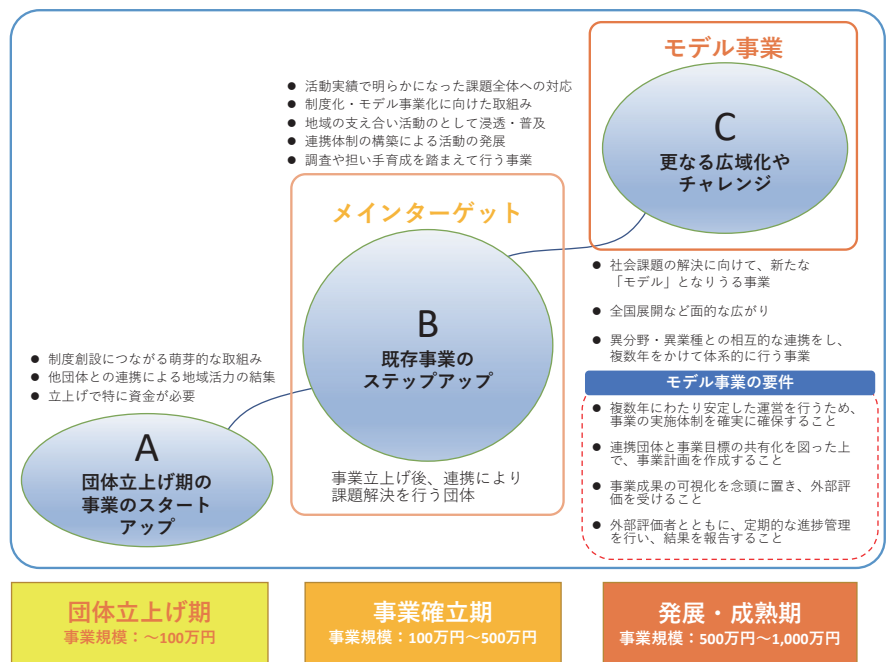 モデル事業
C
更なる広域化や
チャレンジ
● 活動実績で明らかになった課題全体への対応
● 制度化・モデル事業化に向けた取組み
● 地域の支え合い活動のとして浸透・普及
● 連携体制の構築による活動の発展
● 調査や担い手育成を踏まえて行う事業
メインターゲット
B
既存事業の
ステップアップ
事業立上げ後、連携により
課題解決を行う団体
● 制度創設につながる萌芽的な取組み
● 他団体との連携による地域活力の結集
● 立上げで特に資金が必要
A
団体立上げ期の
事業のスタート
アップ
● 社会課題の解決に向けて、新たな
「モデル」となりうる事業
● 全国展開など面的な広がり
● 異分野・異業種との相互的な連携をし、
複数年をかけて体系的に行う事業
モデル事業の要件
● 複数年にわたり安定した運営を行うため、
事業の実施体制を確実に確保すること
● 連携団体と事業目標の共有化を図った上
で、事業計画を作成すること
● 事業成果の可視化を念頭に置き、外部評
価を受けること
● 外部評価者とともに、定期的な進捗管理
を行い、結果を報告すること
団体立上げ期
事業規模：～100万円
事業確立期
事業規模：100万円～500万円
発展・成熟期
事業規模：500万円～1,000万円